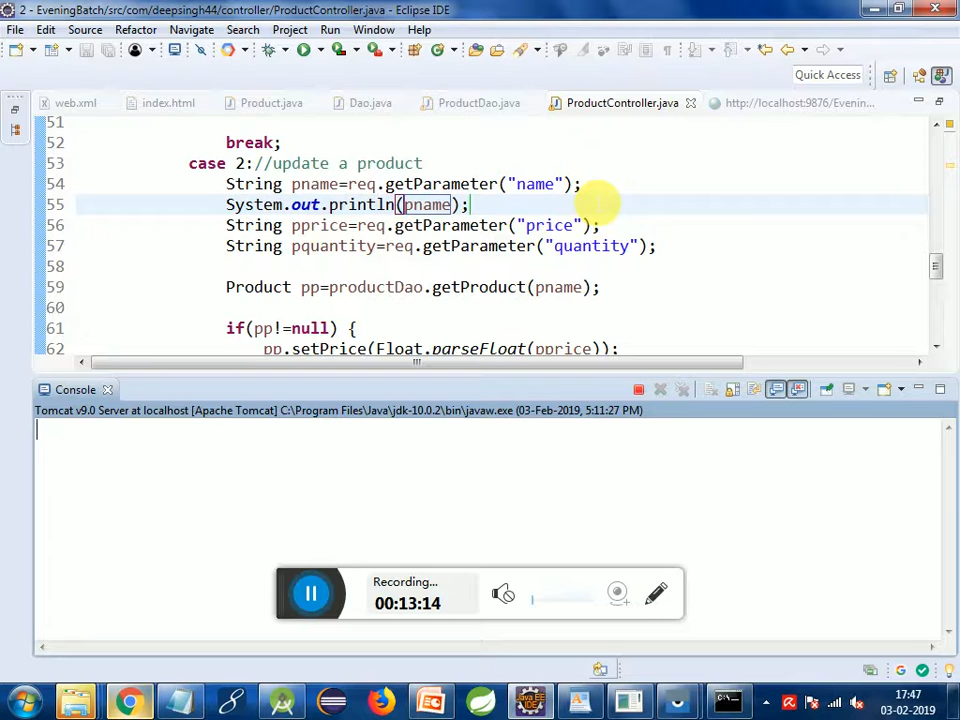 2 - EveningBatch/src/com/deepsingh44/controller/ProductController.java - Eclipse IDE
File Edit Source Refactor Navigate Search Project Run Window Help
Quick Access
web.xml index.html Product.java Dao.java ProductDao.java ProductController.java http://localhost:9876/Evenin...
51
52 break;
53 case 2://update a product
54 String pname=req.getParameter("name");
55 System.out.println(pname);
56 String pprice=req.getParameter("price");
57 String pquantity=req.getParameter("quantity");
58
59 Product pp=productDao.getProduct(pname);
60
61 if(pp!=null) {
62 pp.setPrice(Float.parseFloat(pprice));
Console
Tomcat v9.0 Server at localhost [Apache Tomcat] C:\Program Files\Java\jdk-10.0.2\bin\javaw.exe (03-Feb-2019, 5:11:27 PM)
Recording...
00:13:14
Java EE
IDE
17:47
03-02-2019